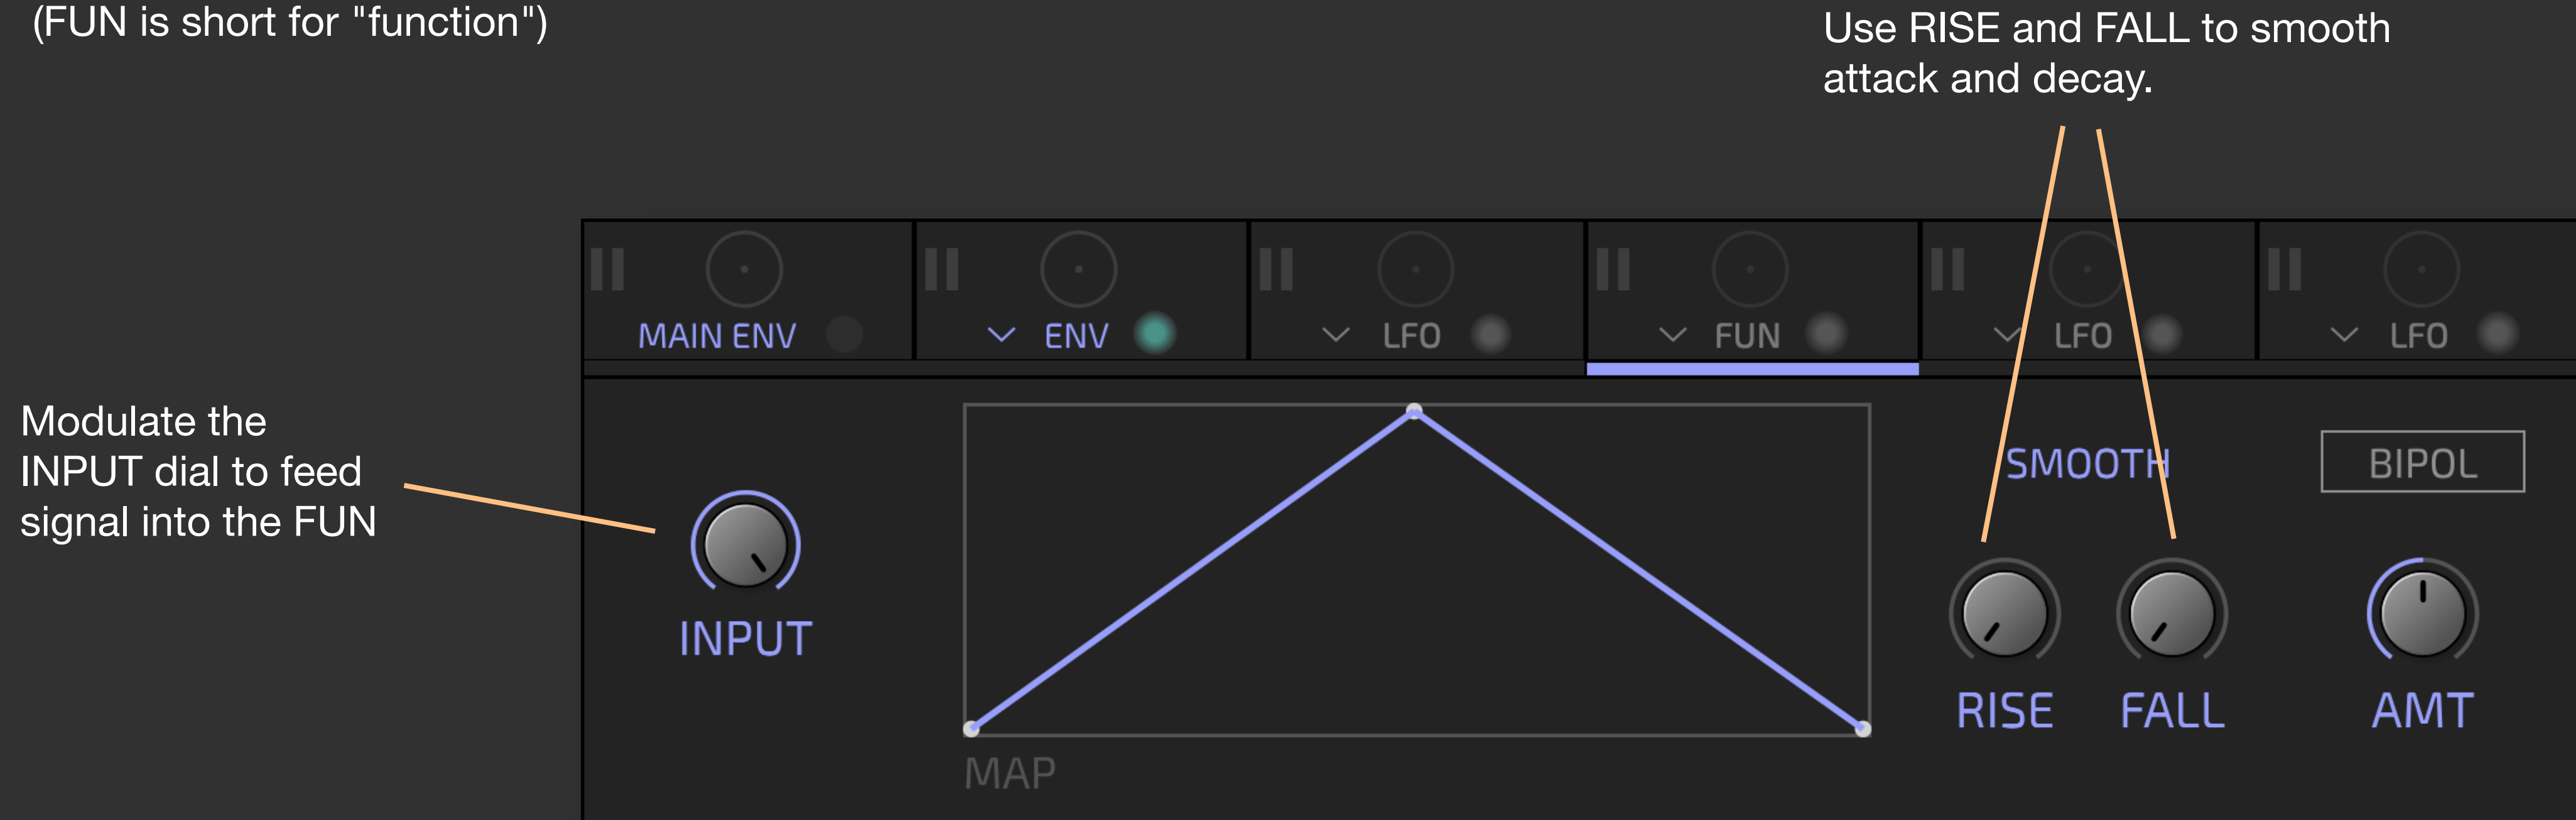 (FUN is short for "function")
Use RISE and FALL to smooth
attack and decay.
MAIN ENV
ENV
LFO
FUN
LFO
LFO
Modulate the
INPUT dial to feed
signal into the FUN
INPUT
MAP
SMOOTH
BIPOL
RISE
FALL
AMT